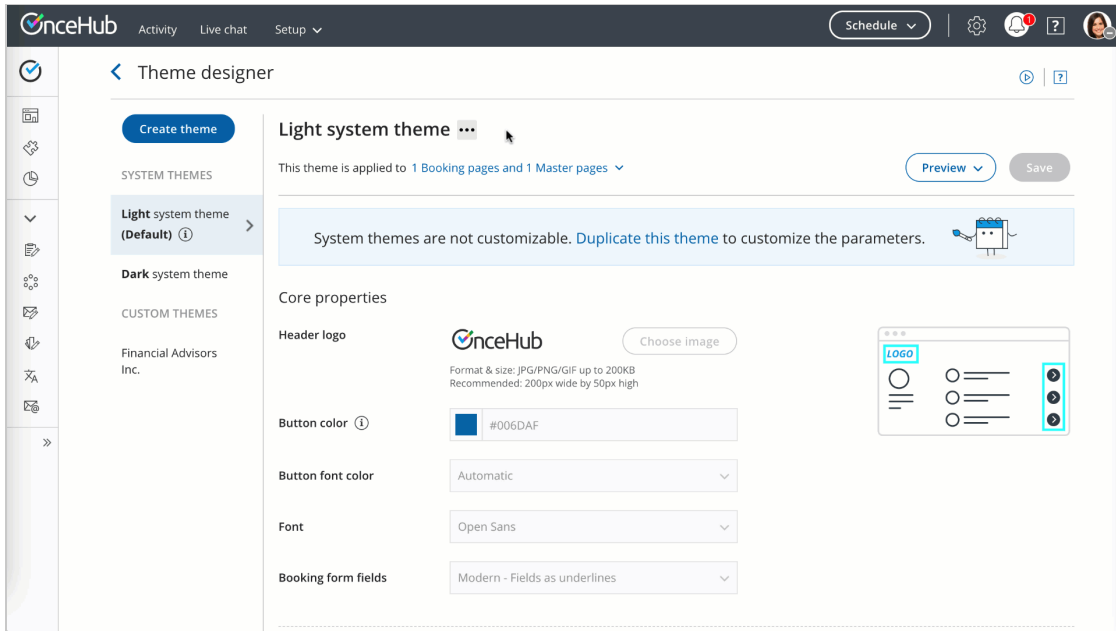 OnceHub
Activity
Live chat
Setup
Schedule
1
?
Theme designer
?
Create theme
SYSTEM THEMES
Light system theme
(Default) i
Dark system theme
CUSTOM THEMES
Financial Advisors
Inc.
Light system theme •••
This theme is applied to 1 Booking pages and 1 Master pages
Preview
Save
System themes are not customizable. Duplicate this theme to customize the parameters.
Core properties
Header logo
OnceHub
Choose image
Format & size: JPG/PNG/GIF up to 200KB
Recommended: 200px wide by 50px high
LOGO
Button color i
#006DAF
Button font color
Automatic
Font
Open Sans
Booking form fields
Modern - Fields as underlines